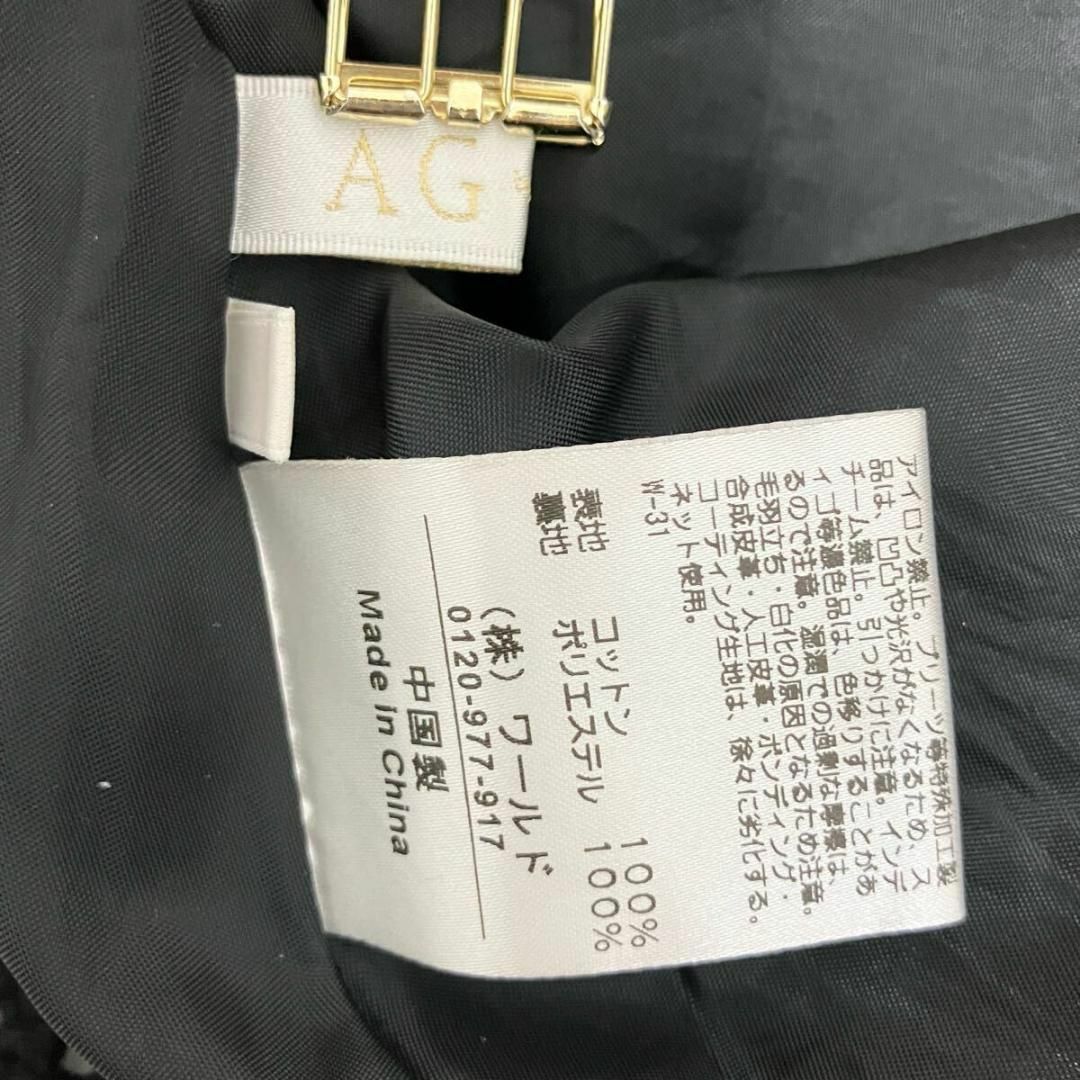 AG
アイロン禁止。プリーツ等特殊加工製
品は、凹凸や光沢がなくなるため、ス
チーム禁止。引っかけに注意。インデ
ィゴ等濃色品は、色移りすることがあ
るので注意。湿潤での過剰な摩擦は、
毛羽立ち・白化の原因となるため注意。
合成皮革・人工皮革・ボンディング・
コーティング生地は、徐々に劣化する。
ネット使用。
W-31
表地 コットン 100%
裏地 ポリエステル 100%
(株)ワールド
0120-977-917
中国製
Made in China